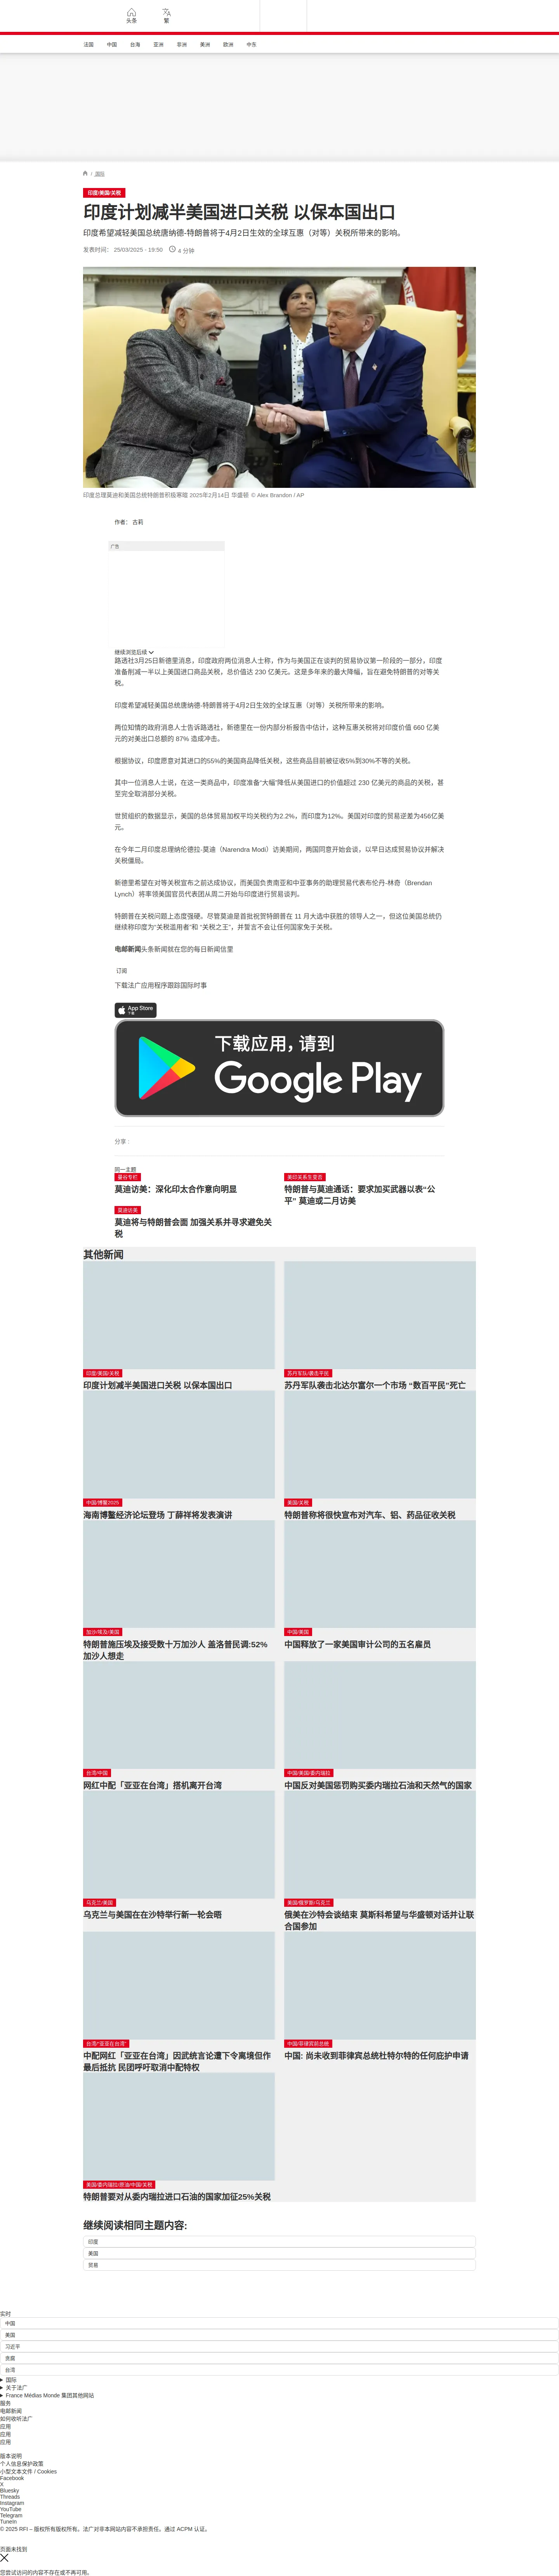 头条
繁
法国
中国
台海
亚洲
非洲
美洲
欧洲
中东
/ 国际
印度/美国/关税
印度计划减半美国进口关税 以保本国出口
印度希望减轻美国总统唐纳德-特朗普将于4月2日生效的全球互惠（对等）关税所带来的影响。
发表时间： 25/03/2025 - 19:50
4 分钟
印度总理莫迪和美国总统特朗普积极寒暄 2025年2月14日 华盛顿 © Alex Brandon / AP
作者： 古莉
广告
继续浏览后续
路透社3月25日新德里消息，印度政府两位消息人士称，作为与美国正在谈判的贸易协议第一阶段的一部分，印度
准备削减一半以上美国进口商品关税，总价值达 230 亿美元。这是多年来的最大降幅，旨在避免特朗普的对等关
税。
印度希望减轻美国总统唐纳德-特朗普将于4月2日生效的全球互惠（对等）关税所带来的影响。
两位知情的政府消息人士告诉路透社，新德里在一份内部分析报告中估计，这种互惠关税将对印度价值 660 亿美
元的对美出口总额的 87% 造成冲击。
根据协议，印度愿意对其进口的55%的美国商品降低关税，这些商品目前被征收5%到30%不等的关税。
其中一位消息人士说，在这一类商品中，印度准备“大幅”降低从美国进口的价值超过 230 亿美元的商品的关税，甚
至完全取消部分关税。
世贸组织的数据显示，美国的总体贸易加权平均关税约为2.2%，而印度为12%。美国对印度的贸易逆差为456亿美
元。
在今年二月印度总理纳伦德拉-莫迪（Narendra Modi）访美期间，两国同意开始会谈，以早日达成贸易协议并解决
关税僵局。
新德里希望在对等关税宣布之前达成协议，而美国负责南亚和中亚事务的助理贸易代表布伦丹-林奇（Brendan
Lynch）将率领美国官员代表团从周二开始与印度进行贸易谈判。
特朗普在关税问题上态度强硬。尽管莫迪是首批祝贺特朗普在 11 月大选中获胜的领导人之一，但这位美国总统仍
继续称印度为“关税滥用者”和 “关税之王”，并誓言不会让任何国家免于关税。
电邮新闻头条新闻就在您的每日新闻信里
订阅
下载法广应用程序跟踪国际时事
App Store
下载
下载应用，请到
Google Play
分享 :
同一主题
曼谷专栏
莫迪访美：深化印太合作意向明显
美印关系生变否
特朗普与莫迪通话：要求加买武器以表“公
平” 莫迪或二月访美
莫迪访美
莫迪将与特朗普会面 加强关系并寻求避免关
税
其他新闻
印度/美国/关税
印度计划减半美国进口关税 以保本国出口
苏丹军队/袭击平民
苏丹军队袭击北达尔富尔一个市场 “数百平民”死亡
中国/博鳌2025
海南博鳌经济论坛登场 丁薛祥将发表演讲
美国/关税
特朗普称将很快宣布对汽车、铝、药品征收关税
加沙/埃及/美国
特朗普施压埃及接受数十万加沙人 盖洛普民调:52%
加沙人想走
中国/美国
中国释放了一家美国审计公司的五名雇员
台湾/中国
网红中配「亚亚在台湾」搭机离开台湾
中国/美国/委内瑞拉
中国反对美国惩罚购买委内瑞拉石油和天然气的国家
乌克兰/美国
乌克兰与美国在在沙特举行新一轮会晤
美国/俄罗斯/乌克兰
俄美在沙特会谈结束 莫斯科希望与华盛顿对话并让联
合国参加
台湾/“亚亚在台湾”
中配网红「亚亚在台湾」因武统言论遭下令离境但作
最后抵抗 民团呼吁取消中配特权
中国/菲律宾前总统
中国: 尚未收到菲律宾总统杜特尔特的任何庇护申请
美国/委内瑞拉/原油/中国/关税
特朗普要对从委内瑞拉进口石油的国家加征25%关税
继续阅读相同主题内容:
印度
美国
贸易
实时
中国
美国
习近平
贪腐
台湾
国际
关于法广
France Médias Monde 集团其他网站
服务
电邮新闻
如何收听法广
应用
应用
应用
版本说明
个人信息保护政策
小型文本文件 / Cookies
Facebook
X
Bluesky
Threads
Instagram
YouTube
Telegram
TuneIn
© 2025 RFI – 版权所有版权所有。法广对非本网站内容不承担责任。通过 ACPM 认证。
页面未找到
您尝试访问的内容不存在或不再可用。